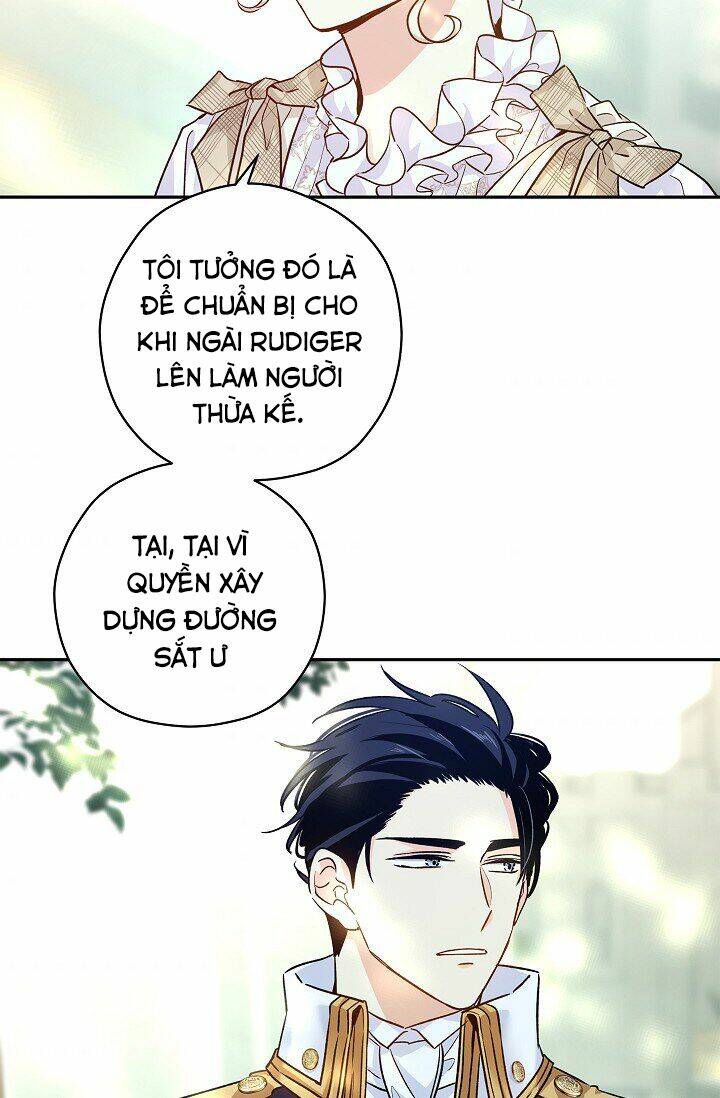 TÔI TƯỞNG ĐÓ LÀ
ĐỂ CHUẨN BỊ CHO
KHI NGÀI RUDIGER
LÊN LÀM NGƯỜI
THỪA KẾ.
TẠI, TẠI VÌ
QUYỀN XÂY
DỰNG ĐƯỜNG
SẮT Ư